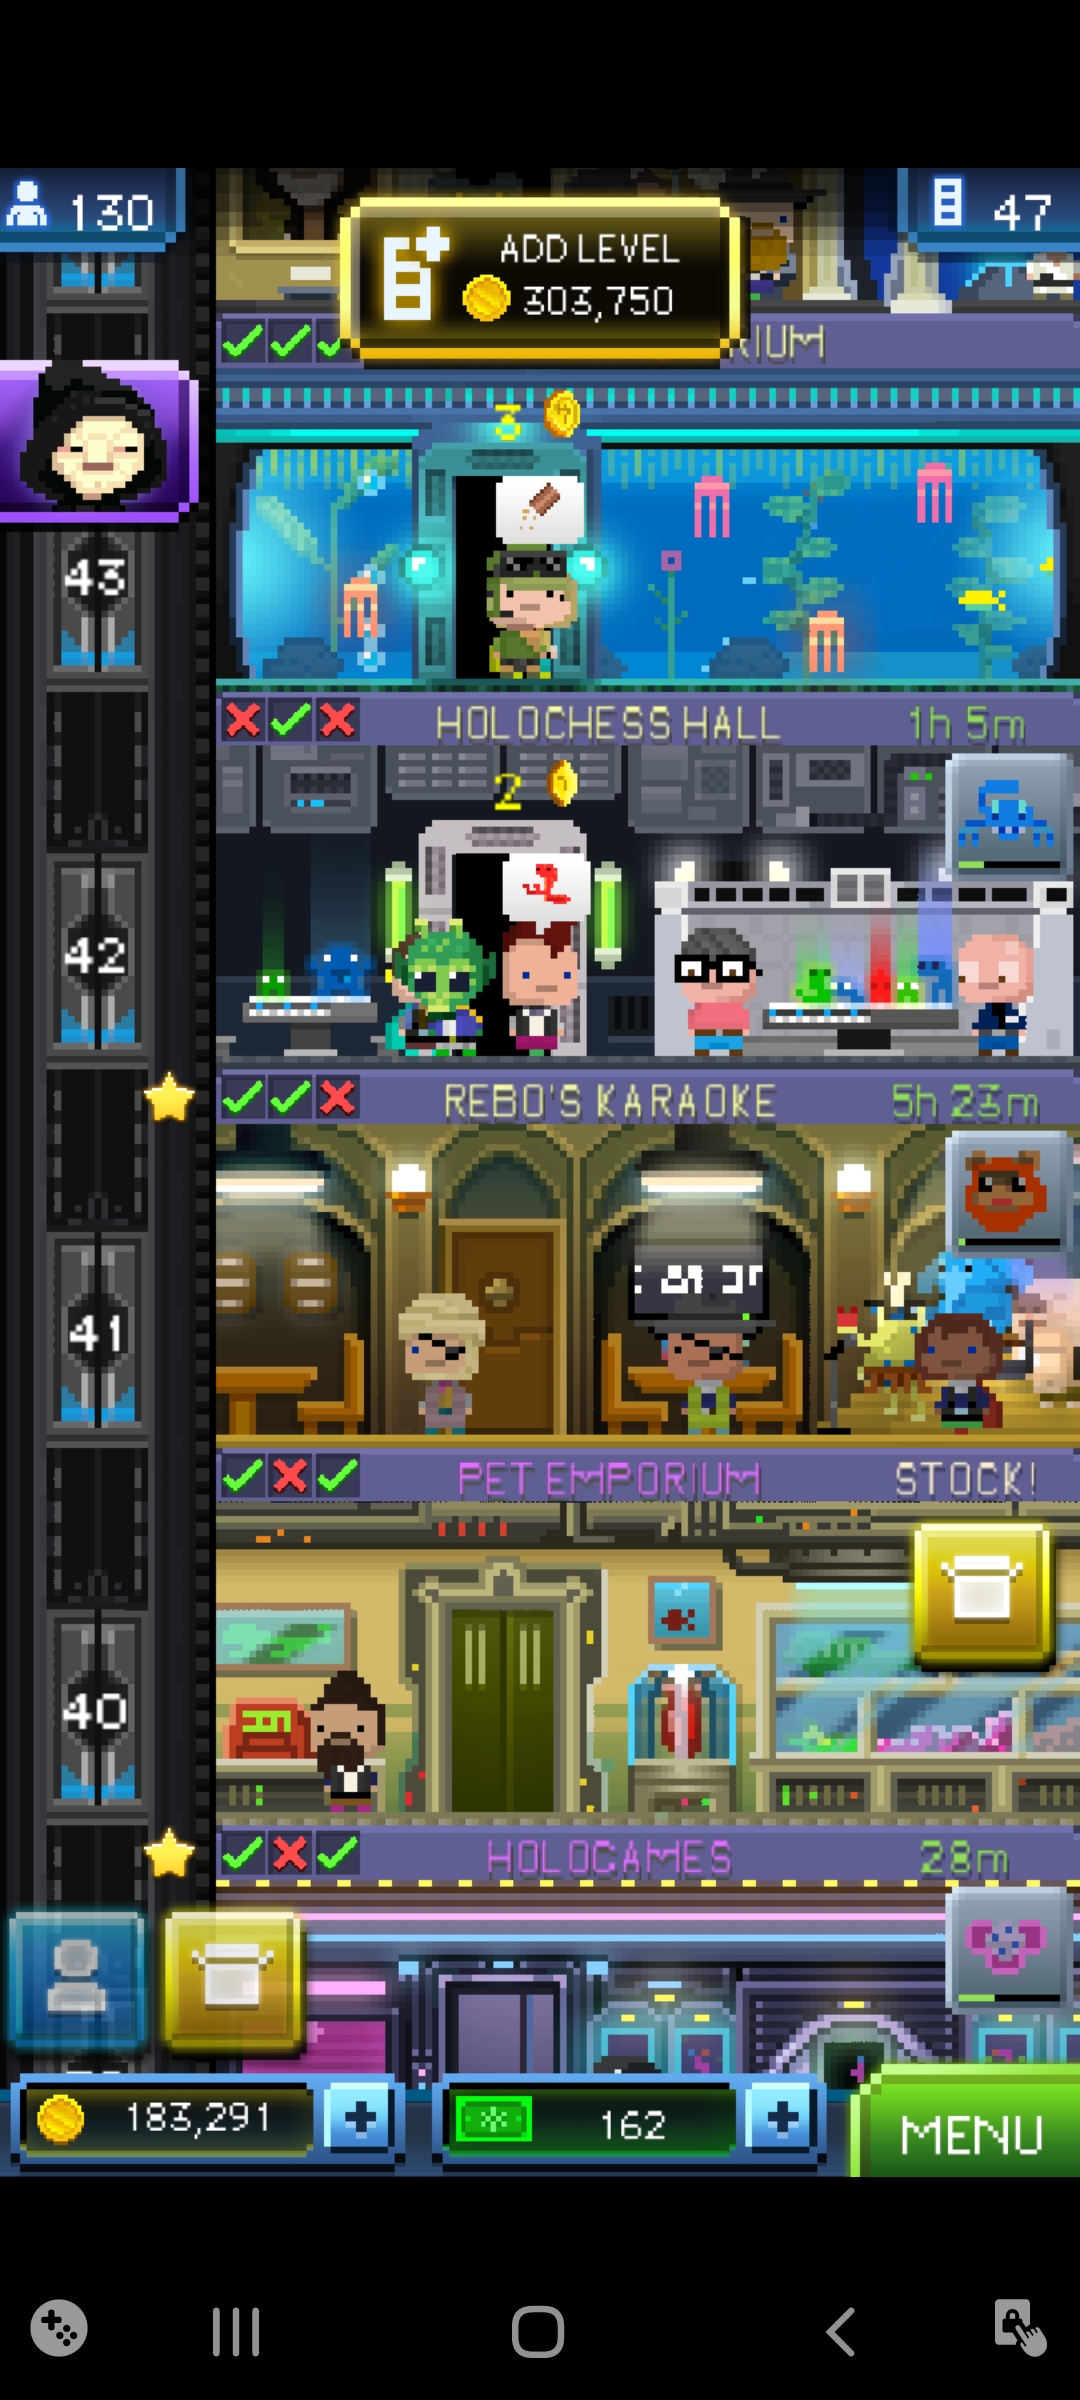 130
ADD LEVEL
303,750
47
RIUM
3
43
HOLOCHESS HALL
1h 5m
2
42
REBO'S KARAOKE
5h 23m
41
PET EMPORIUM
STOCK!
40
HOLOGAMES
28m
183,291
162
MENU